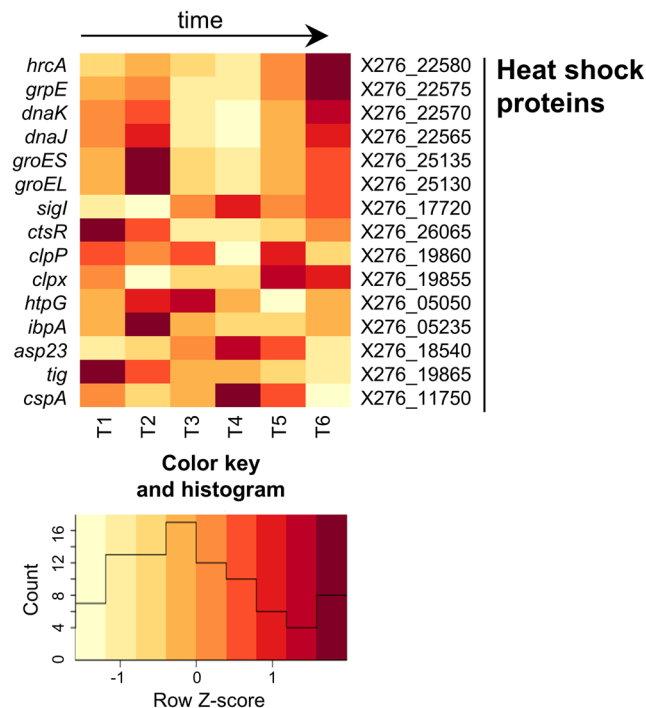 time
hrcA X276_22580
grpE X276_22575
dnaK X276_22570
dnaJ X276_22565
groES X276_25135
groEL X276_25130
sigI X276_17720
ctsR X276_26065
clpP X276_19860
clpx X276_19855
htpG X276_05050
ibpA X276_05235
asp23 X276_18540
tig X276_19865
cspA X276_11750
Heat shock
proteins
T1 T2 T3 T4 T5 T6
Color key
and histogram
Count
16
12
8
4
0
-1 0 1
Row Z-score